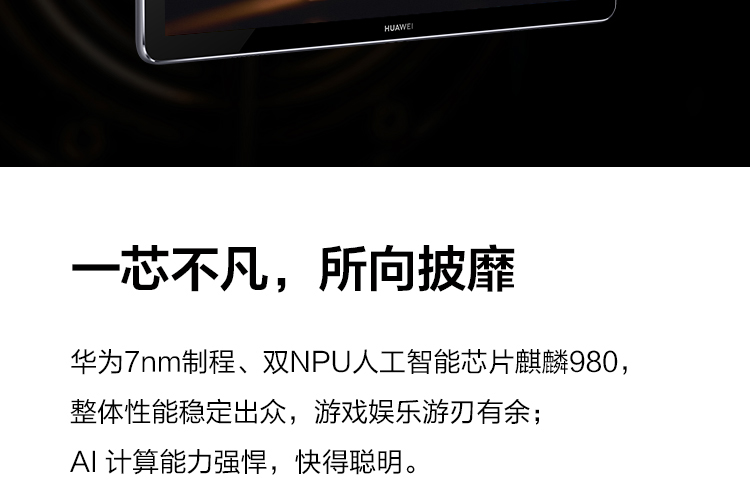 HUAWEI
一芯不凡，所向披靡
华为7nm制程、双NPU人工智能芯片麒麟980，
整体性能稳定出众，游戏娱乐游刃有余；
AI 计算能力强悍，快得聪明。